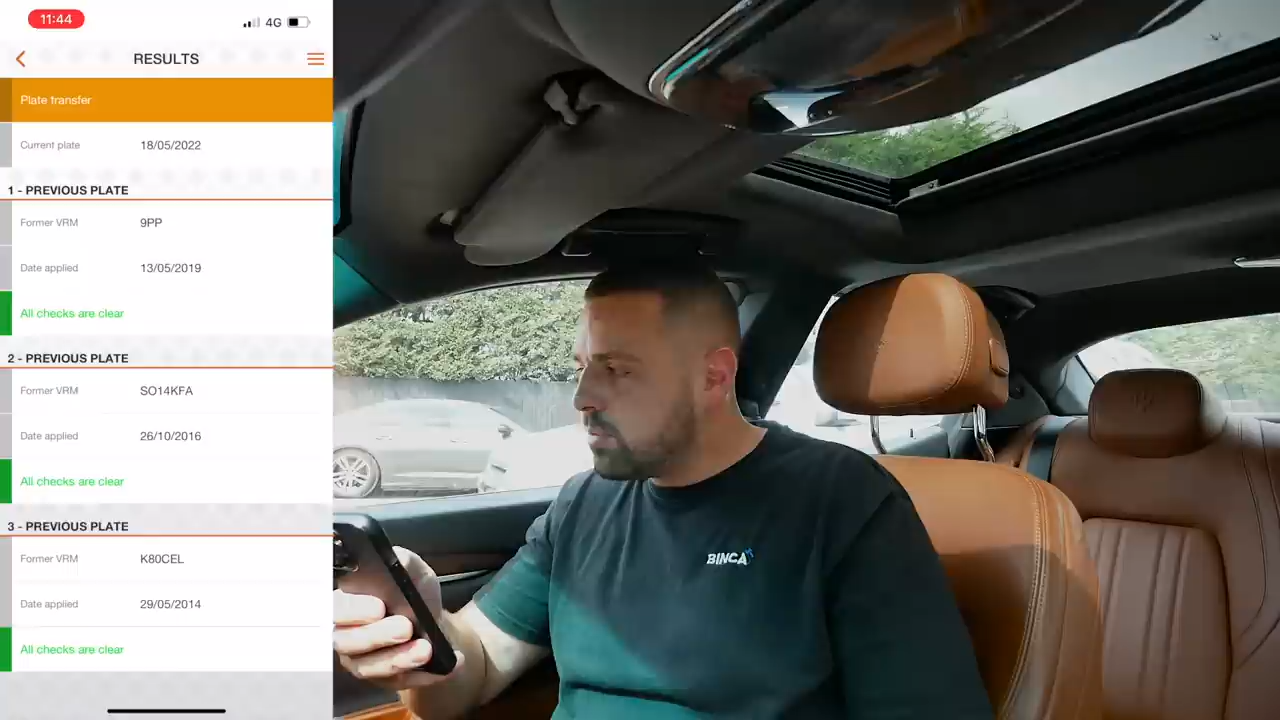 11:44
4G
RESULTS
Plate transfer
Current plate 18/05/2022
1 - PREVIOUS PLATE
Former VRM 9PP
Date applied 13/05/2019
All checks are clear
2 - PREVIOUS PLATE
Former VRM SO14KFA
Date applied 26/10/2016
All checks are clear
3 - PREVIOUS PLATE
Former VRM K80CEL
Date applied 29/05/2014
All checks are clear
BINCA